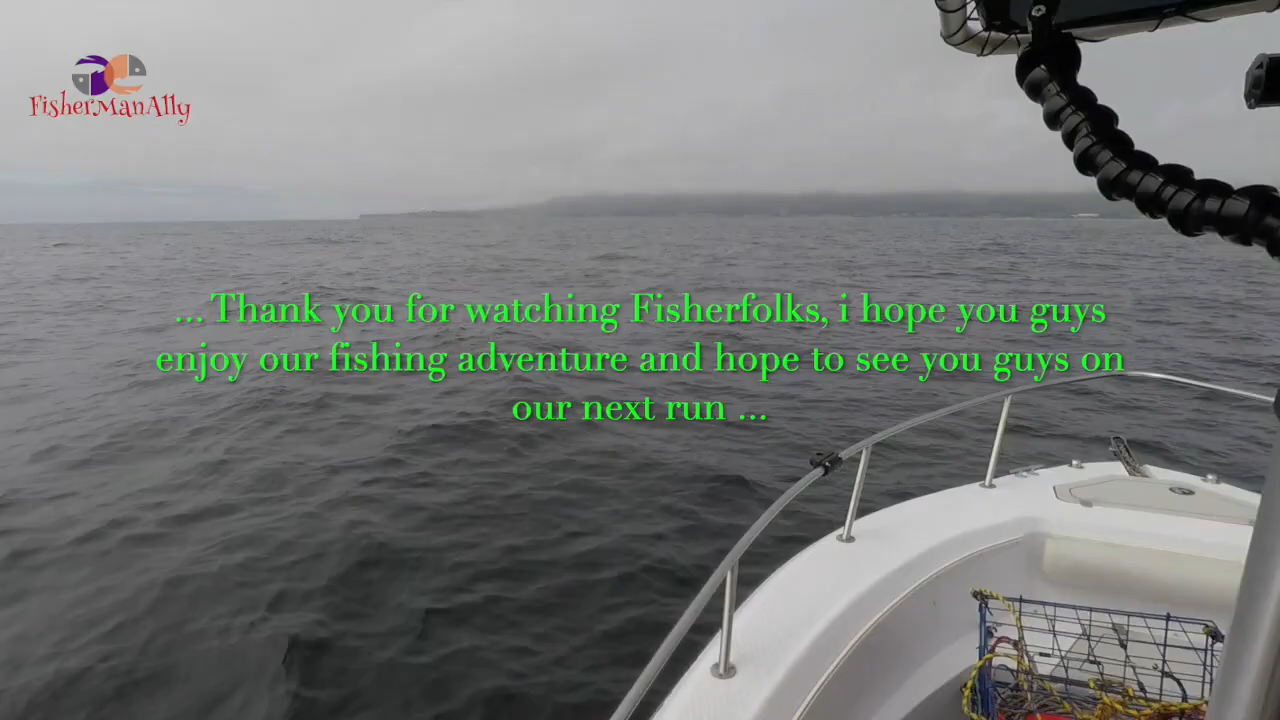 FisherManAlly
... Thank you for watching Fisherfolks, i hope you guys
enjoy our fishing adventure and hope to see you guys on
our next run ...